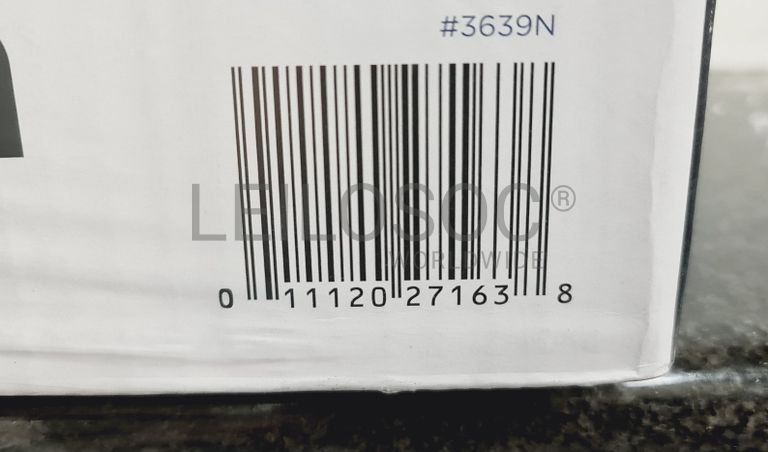 #3639N
LEILOSOC®
WORLDWIDE
0 11120 27163 8